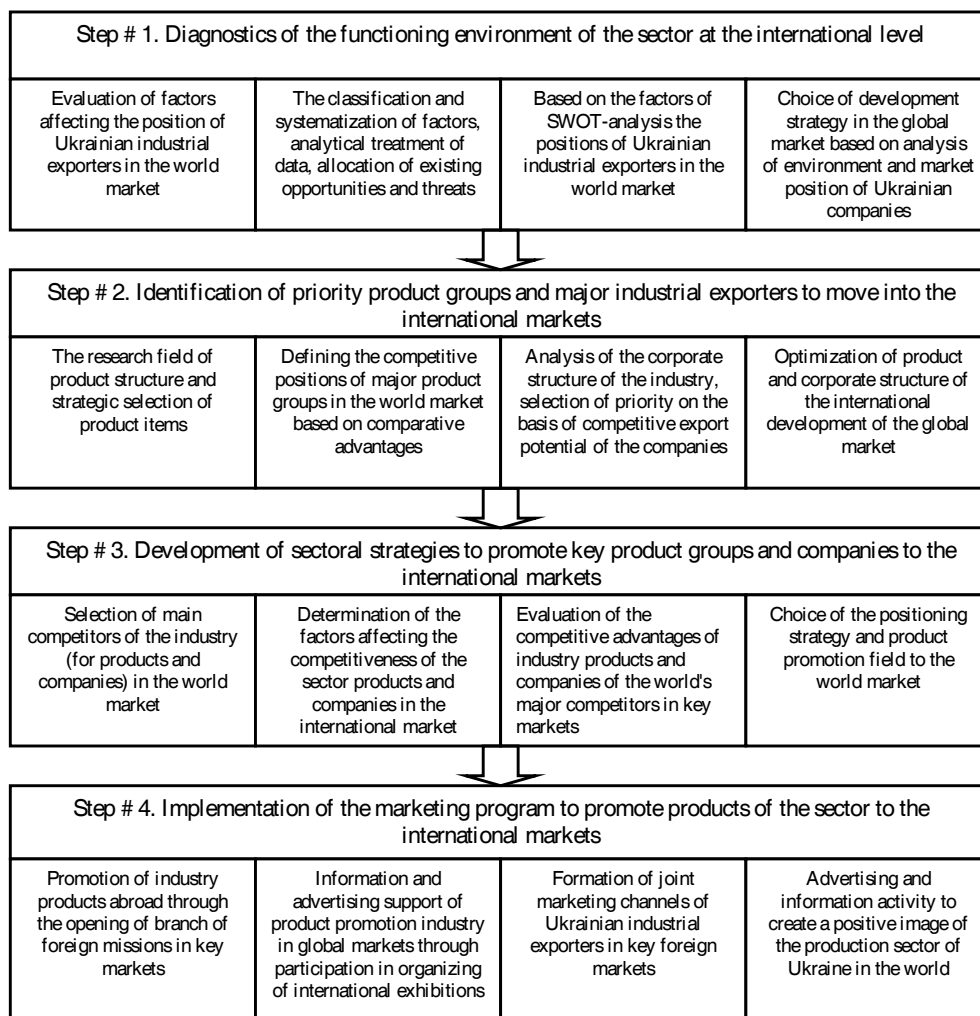 Step # 1. Diagnostics of the functioning environment of the sector at the international level
Evaluation of factors
affecting the position of
Ukrainian industrial
exporters in the world
market
The classification and
systematization of factors,
analytical treatment of
data, allocation of existing
opportunities and threats
Based on the factors of
SWOT-analysis the
positions of Ukrainian
industrial exporters in the
world market
Choice of development
strategy in the global
market based on analysis
of environment and market
position of Ukrainian
companies
Step # 2. Identification of priority product groups and major industrial exporters to move into the
international markets
The research field of
product structure and
strategic selection of
product items
Defining the competitive
positions of major product
groups in the world market
based on comparative
advantages
Analysis of the corporate
structure of the industry,
selection of priority on the
basis of competitive export
potential of the companies
Optimization of product
and corporate structure of
the international
development of the global
market
Step # 3. Development of sectoral strategies to promote key product groups and companies to the
international markets
Selection of main
competitors of the industry
(for products and
companies) in the world
market
Determination of the
factors affecting the
competitiveness of the
sector products and
companies in the
international market
Evaluation of the
competitive advantages of
industry products and
companies of the world's
major competitors in key
markets
Choice of the positioning
strategy and product
promotion field to the
world market
Step # 4. Implementation of the marketing program to promote products of the sector to the
international markets
Promotion of industry
products abroad through
the opening of branch of
foreign missions in key
markets
Information and
advertising support of
product promotion industry
in global markets through
participation in organizing
of international exhibitions
Formation of joint
marketing channels of
Ukrainian industrial
exporters in key foreign
markets
Advertising and
information activity to
create a positive image of
the production sector of
Ukraine in the world